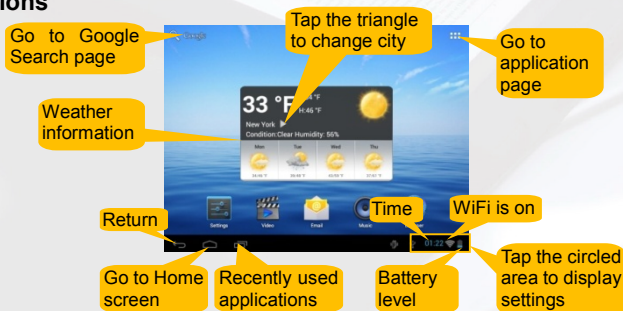 ions
Go to Google
Search page
Tap the triangle
to change city
Go to
application
page
Google
33 °F
H:46 °F
New York
Condition:Clear Humidity: 56%
Weather
information
Mon
Tue
Wed
Thu
Settings
Video
Email
Music
Return
Time
WiFi is on
01:22
Go to Home
screen
Recently used
applications
Battery
level
Tap the circled
area to display
settings